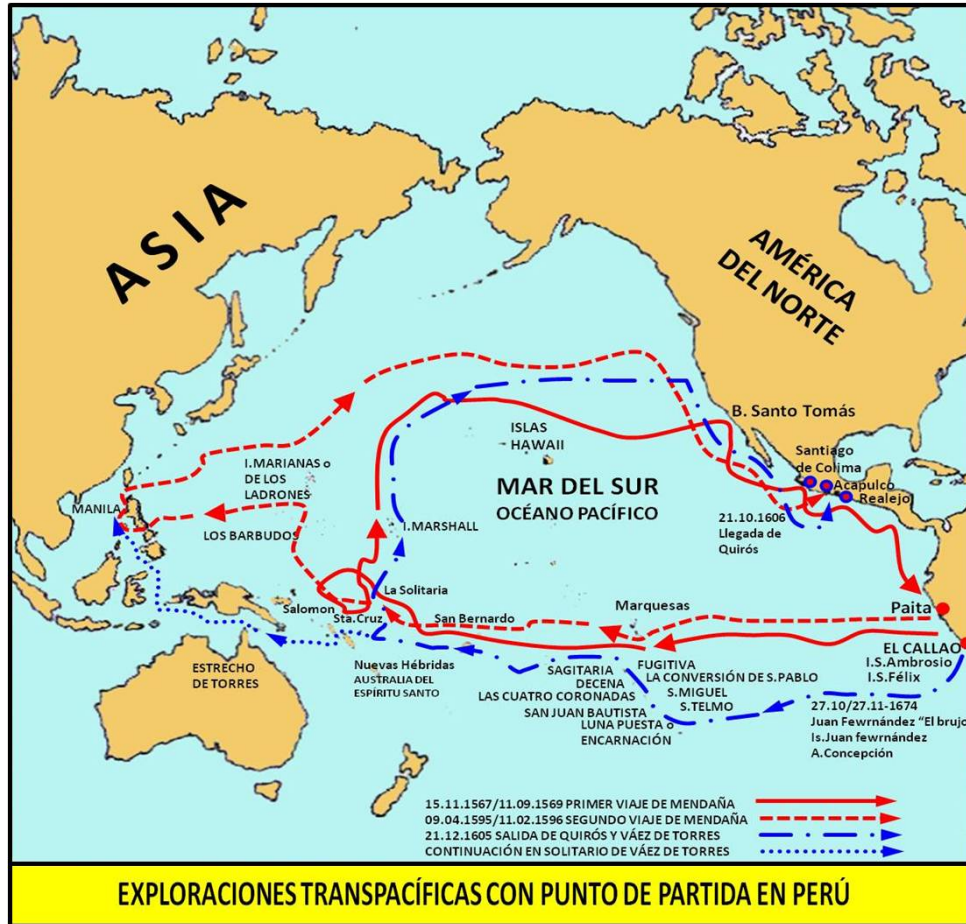 ASIA
AMÉRICA
DEL NORTE
B. Santo Tomás
ISLAS
HAWAII
Santiago
de Colima
Acapulco
Realejo
I.MARIANAS o
DE LOS
LADRONES
MAR DEL SUR
OCÉANO PACÍFICO
MANILA
I.MARSHALL
21.10.1606
Llegada de
Quirós
LOS BARBUDOS
La Solitaria
Salomon
Sta.Cruz
San Bernardo
Marquesas
Paita
EL CALLAO
I.S.Ambrosio
I.S.Félix
ESTRECHO
DE TORRES
Nuevas Hébridas
AUSTRALIA DEL
ESPÍRITU SANTO
SAGITARIA
DECENA
LAS CUATRO CORONADAS
SAN JUAN BAUTISTA
LUNA PUESTA o
ENCARNACIÓN
FUGITIVA
LA CONVERSIÓN DE S.PABLO
S.MIGUEL
S.TELMO
27.10/27.11-1674
Juan Fewrnández "El brujo"
Is.Juan fewrnández
A.Concepción
15.11.1567/11.09.1569 PRIMER VIAJE DE MENDAÑA
09.04.1595/11.02.1596 SEGUNDO VIAJE DE MENDAÑA
21.12.1605 SALIDA DE QUIRÓS Y VÁEZ DE TORRES
CONTINUACIÓN EN SOLITARIO DE VÁEZ DE TORRES
EXPLORACIONES TRANSPACÍFICAS CON PUNTO DE PARTIDA EN PERÚ